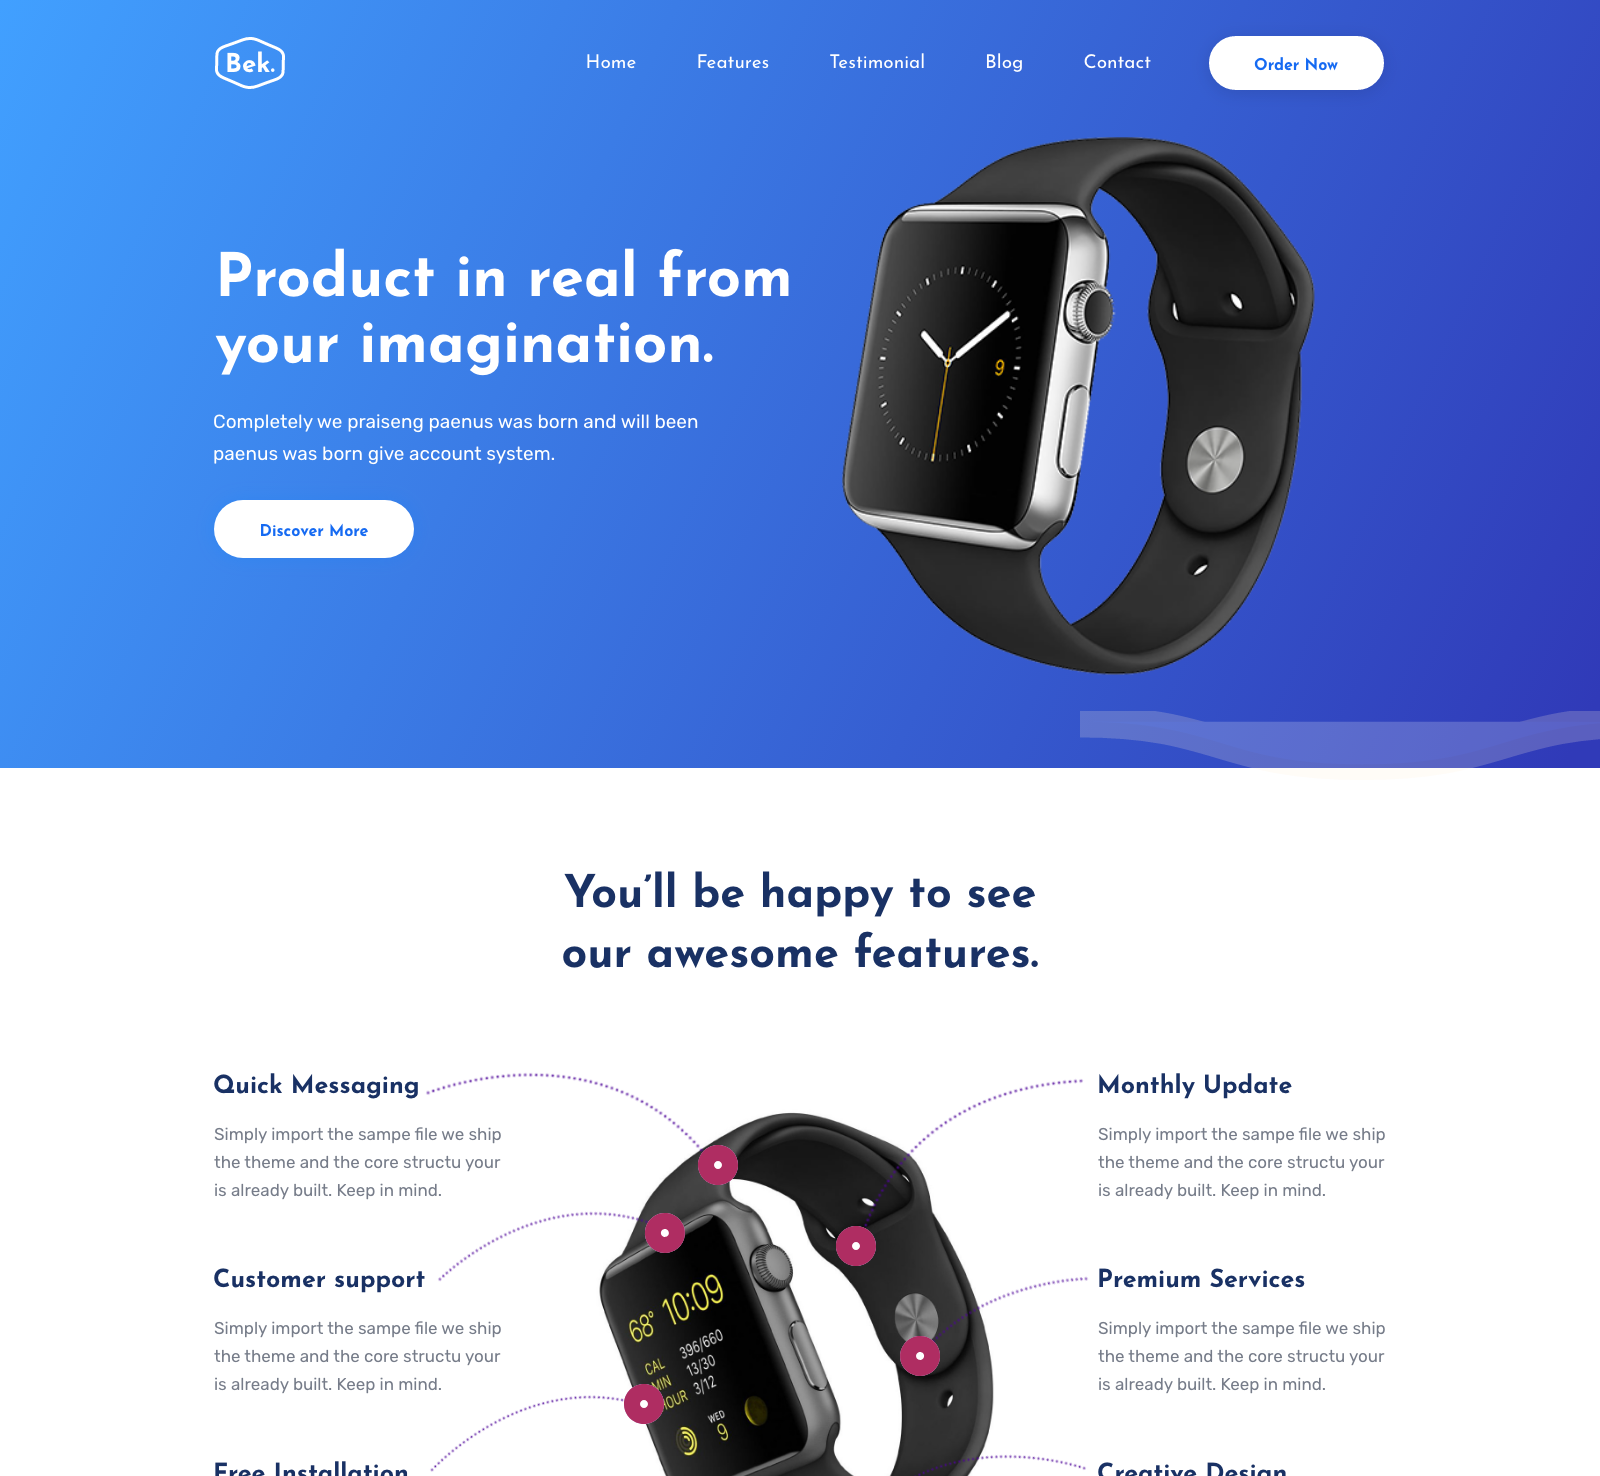 Bek.
Home Features Testimonial Blog Contact Order Now
Product in real from
your imagination.
Completely we praiseng paenus was born and will been
paenus was born give account system.
Discover More
9
You'll be happy to see
our awesome features.
Quick Messaging
Simply import the sampe file we ship
the theme and the core structu your
is already built. Keep in mind.
Customer support
Simply import the sampe file we ship
the theme and the core structu your
is already built. Keep in mind.
Free Installation
68° 10:09
CAL 396/660
MIN 13/30
HOUR 3/12
WED
9
Monthly Update
Simply import the sampe file we ship
the theme and the core structu your
is already built. Keep in mind.
Premium Services
Simply import the sampe file we ship
the theme and the core structu your
is already built. Keep in mind.
Creative Design